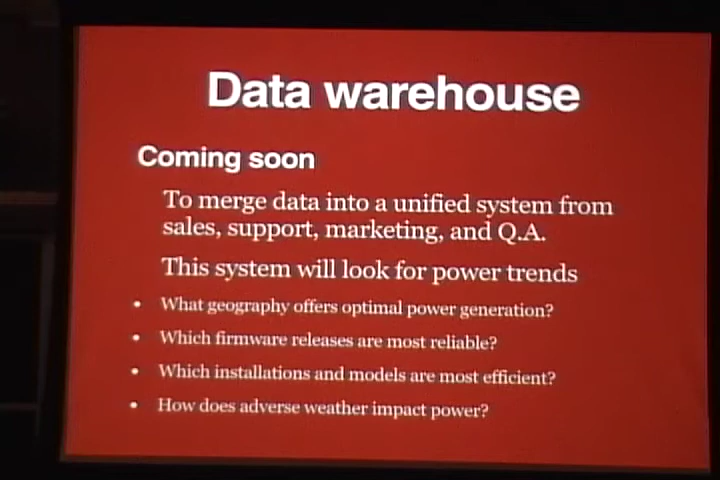 Data warehouse
Coming soon
To merge data into a unified system from
sales, support, marketing, and Q.A.
This system will look for power trends
• What geography offers optimal power generation?
• Which firmware releases are most reliable?
• Which installations and models are most efficient?
• How does adverse weather impact power?